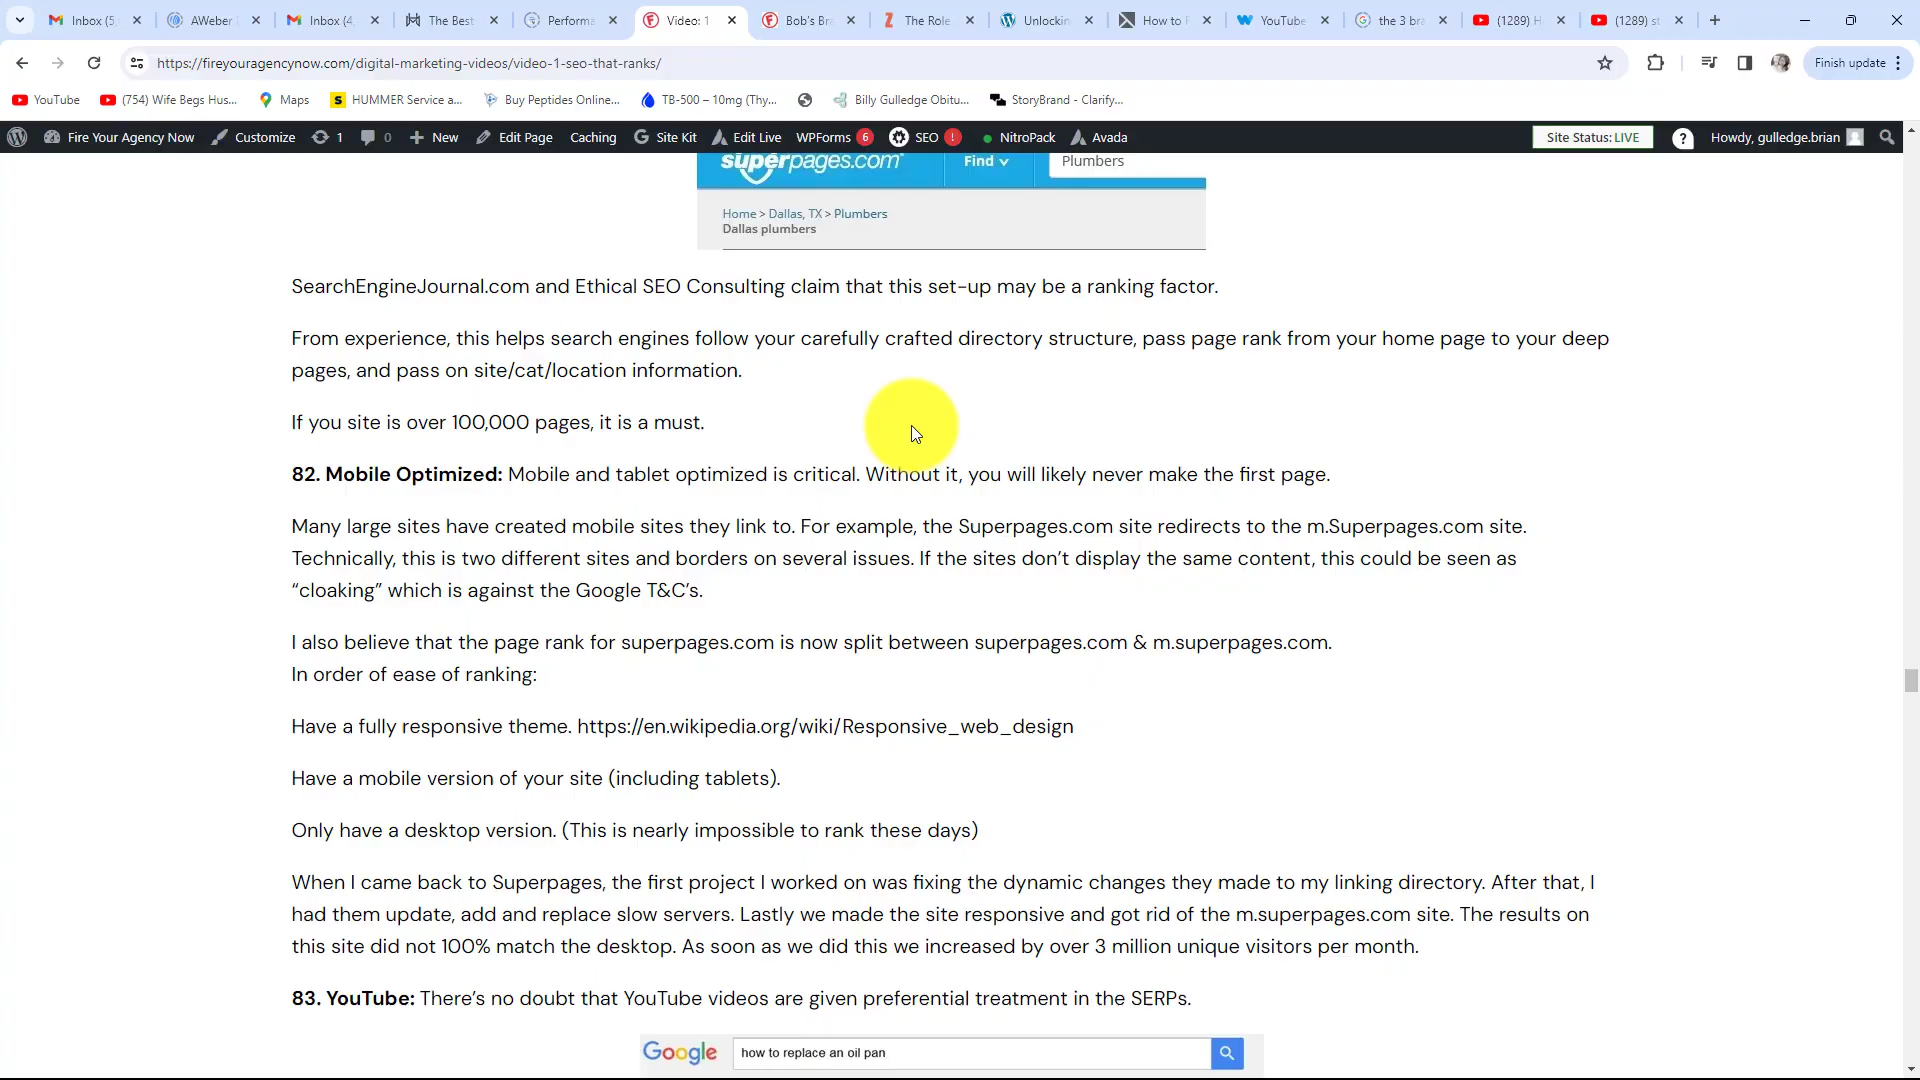 Inbox (5,
AWeber
Inbox (4,
The Best
Performa
Video: 1
Bob's Bra
The Role
Unlockin
How to F
YouTube
the 3 bra
(1289) H
(1289) st
https://fireyouragencynow.com/digital-marketing-videos/video-1-seo-that-ranks/
Finish update
YouTube
(754) Wife Begs Hus...
Maps
HUMMER Service a...
Buy Peptides Online...
TB-500 – 10mg (Thy...
Billy Gulledge Obitu...
StoryBrand - Clarify...
Fire Your Agency Now
Customize
1
0
New
Edit Page
Caching
Site Kit
Edit Live
WPForms 6
SEO !
NitroPack
Avada
Site Status: LIVE
Howdy, gulledge.brian
superpages.com
Find
Plumbers
Home > Dallas, TX > Plumbers
Dallas plumbers
SearchEngineJournal.com and Ethical SEO Consulting claim that this set-up may be a ranking factor.
From experience, this helps search engines follow your carefully crafted directory structure, pass page rank from your home page to your deep
pages, and pass on site/cat/location information.
If you site is over 100,000 pages, it is a must.
82. Mobile Optimized: Mobile and tablet optimized is critical. Without it, you will likely never make the first page.
Many large sites have created mobile sites they link to. For example, the Superpages.com site redirects to the m.Superpages.com site.
Technically, this is two different sites and borders on several issues. If the sites don’t display the same content, this could be seen as
“cloaking” which is against the Google T&C’s.
I also believe that the page rank for superpages.com is now split between superpages.com & m.superpages.com.
In order of ease of ranking:
Have a fully responsive theme. https://en.wikipedia.org/wiki/Responsive_web_design
Have a mobile version of your site (including tablets).
Only have a desktop version. (This is nearly impossible to rank these days)
When I came back to Superpages, the first project I worked on was fixing the dynamic changes they made to my linking directory. After that, I
had them update, add and replace slow servers. Lastly we made the site responsive and got rid of the m.superpages.com site. The results on
this site did not 100% match the desktop. As soon as we did this we increased by over 3 million unique visitors per month.
83. YouTube: There’s no doubt that YouTube videos are given preferential treatment in the SERPs.
Google
how to replace an oil pan